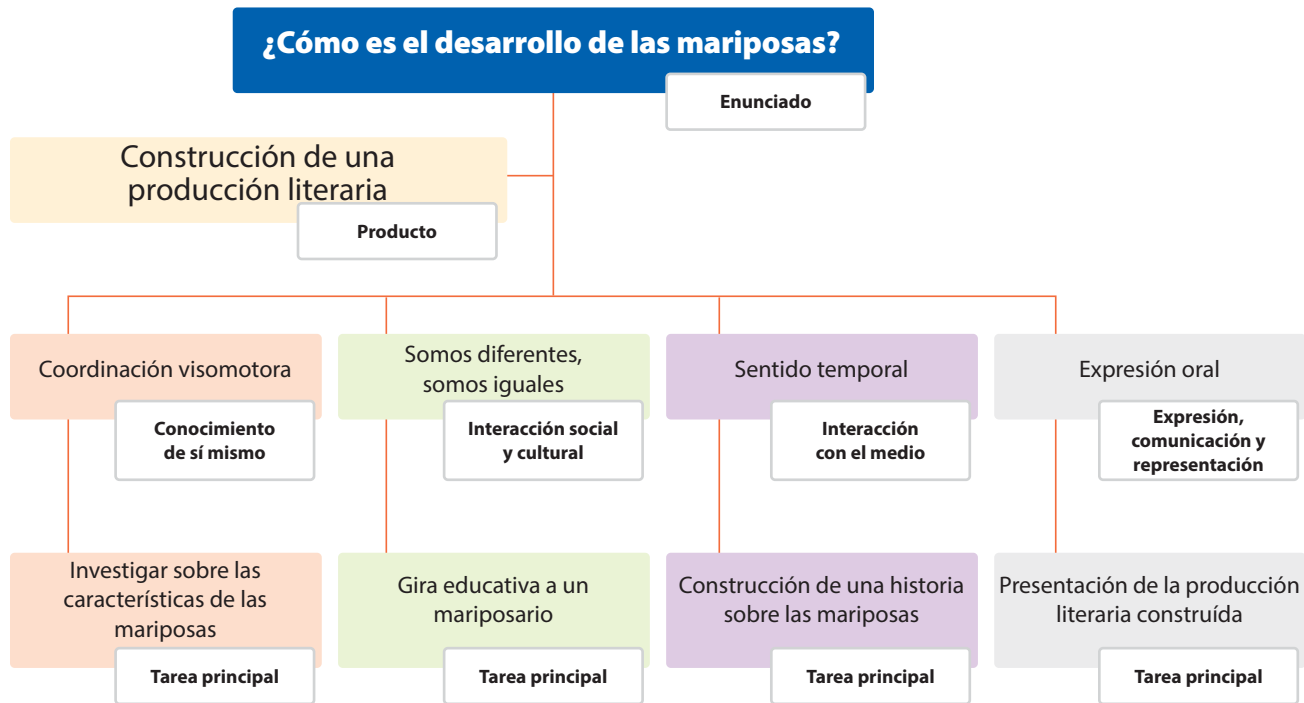 ¿Cómo es el desarrollo de las mariposas?
Enunciado
Construcción de una
producción literaria
Producto
Coordinación visomotora
Conocimiento
de sí mismo
Somos diferentes,
somos iguales
Interacción social
y cultural
Sentido temporal
Interacción
con el medio
Expresión oral
Expresión,
comunicación y
representación
Investigar sobre las
características de las
mariposas
Tarea principal
Gira educativa a un
mariposario
Tarea principal
Construcción de una historia
sobre las mariposas
Tarea principal
Presentación de la producción
literaria construída
Tarea principal